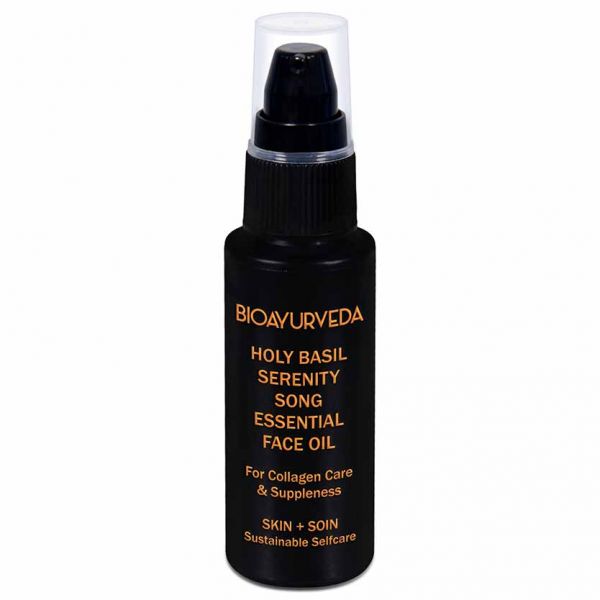 BIOAYURVEDA
HOLY BASIL
SERENITY
SONG
ESSENTIAL
FACE OIL
For Collagen Care
& Suppleness
SKIN + SOIN
Sustainable Selfcare